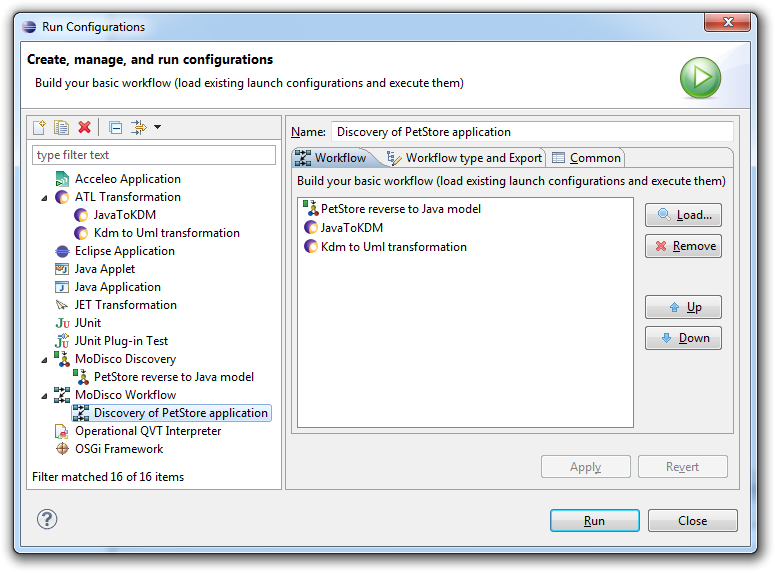 Run Configurations
Create, manage, and run configurations
Build your basic workflow (load existing launch configurations and execute them)
type filter text
Acceleo Application
ATL Transformation
JavaToKDM
Kdm to Uml transformation
Eclipse Application
Java Applet
Java Application
JET Transformation
JUnit
JUnit Plug-in Test
MoDisco Discovery
PetStore reverse to Java model
MoDisco Workflow
Discovery of PetStore application
Operational QVT Interpreter
OSGi Framework
Filter matched 16 of 16 items
Name: Discovery of PetStore application
Workflow Workflow type and Export Common
Build your basic workflow (load existing launch configurations and execute them)
PetStore reverse to Java model
JavaToKDM
Kdm to Uml transformation
Load...
Remove
Up
Down
Apply Revert
Run Close